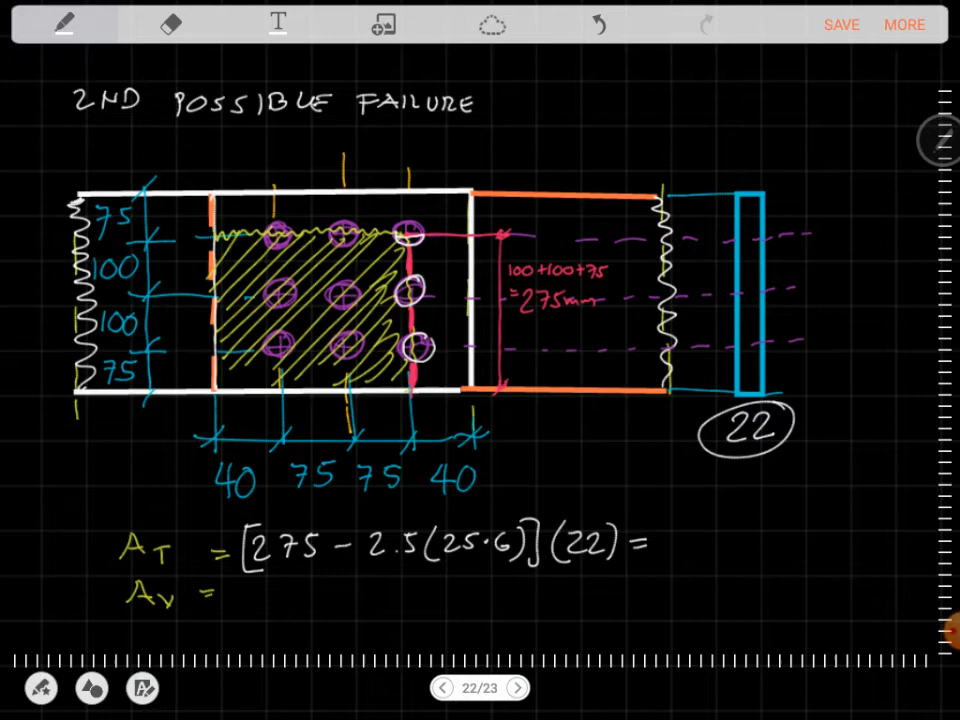 SAVE MORE
2ND POSSIBLE FAILURE
75
100
100
75
100+100+75
=275mm
22
40 75 75 40
AT = [275 - 2.5(25.6)](22) =
AV =
22/23